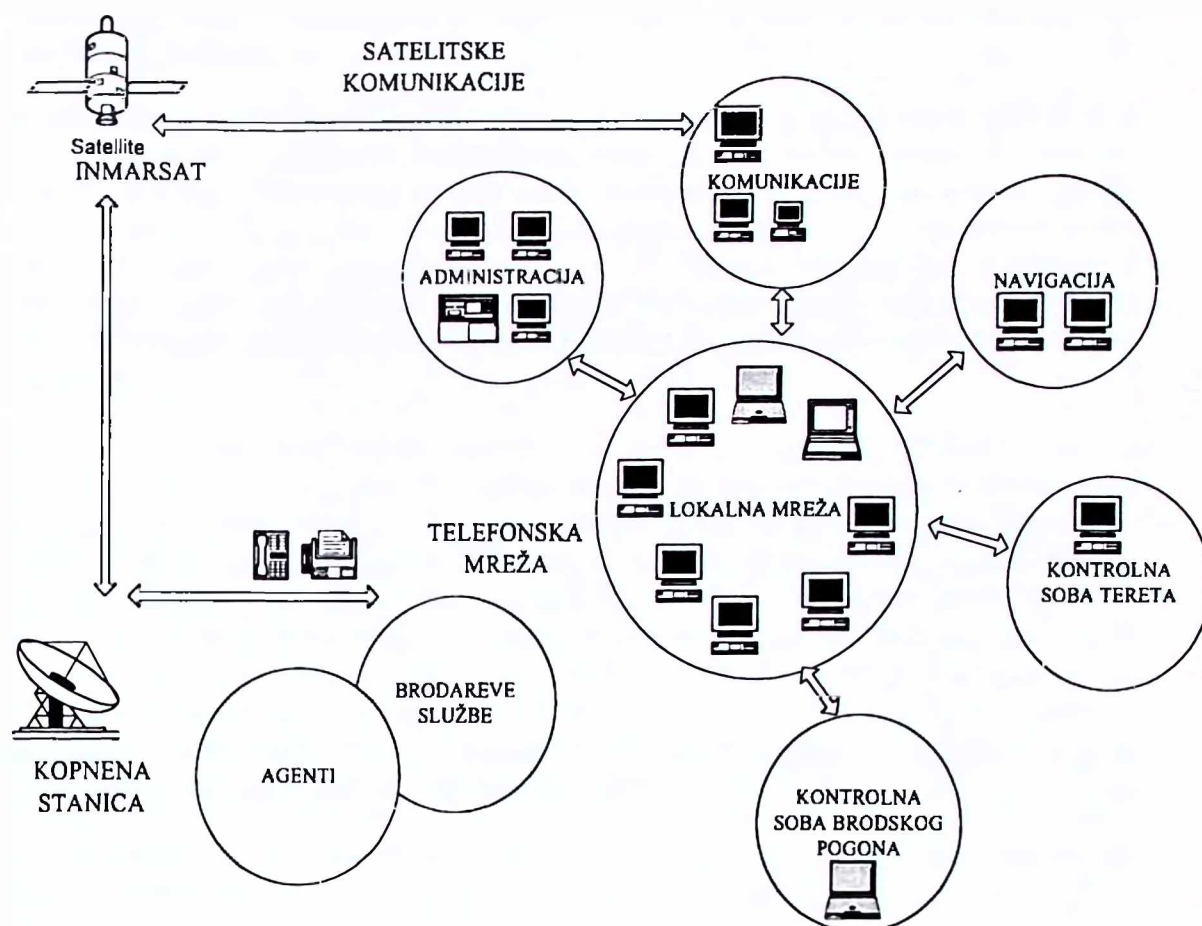 SATELITSKE
KOMUNIKACIJE
Satellite
INMARSAT
KOMUNIKACIJE
ADMINISTRACIJA
NAVIGACIJA
LOKALNA MREŽA
TELEFONSKA
MREŽA
KONTROLNA
SOBA TERETA
BRODAREVE
SLUŽBE
AGENTI
KOPNENA
STANICA
KONTROLNA
SOBA BRODSKOG
POGONA